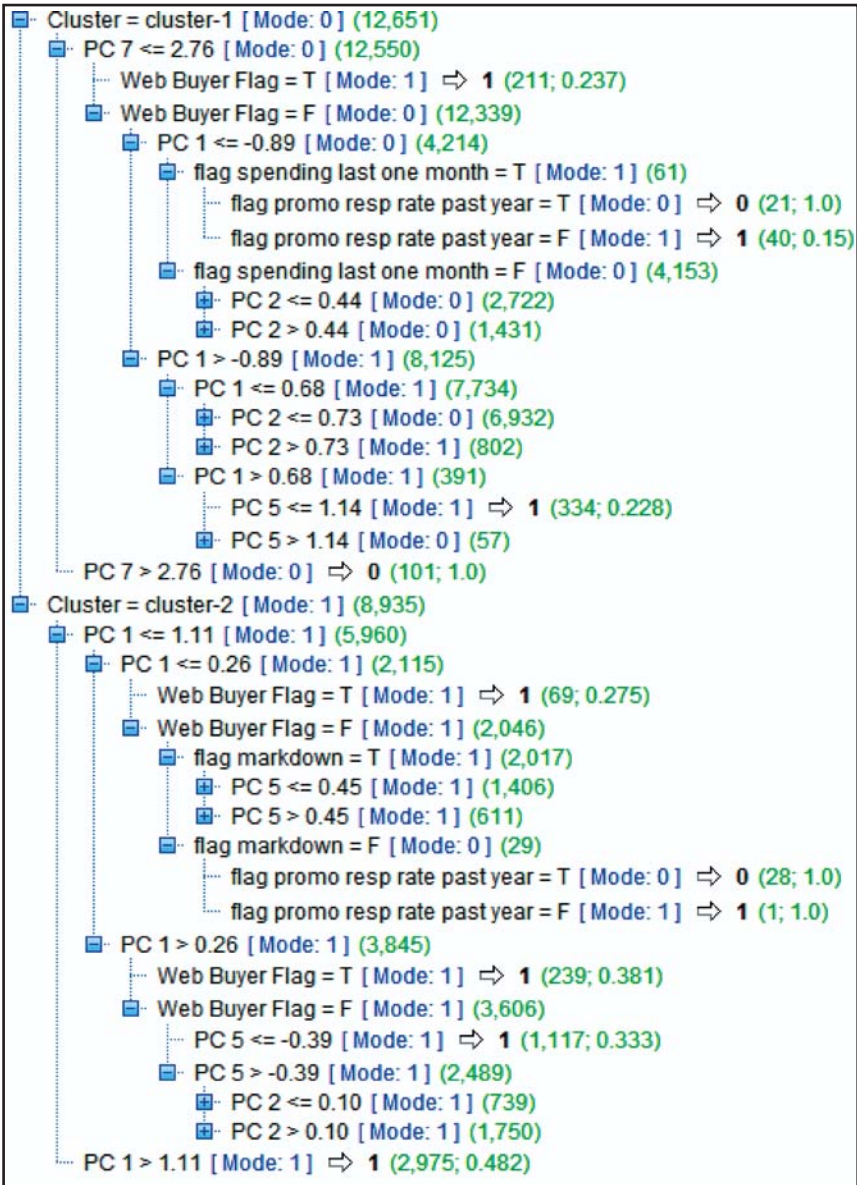 Cluster = cluster-1 [Mode: 0] (12,651)
PC 7 <= 2.76 [Mode: 0] (12,550)
Web Buyer Flag = T [Mode: 1] ⇨ 1 (211; 0.237)
Web Buyer Flag = F [Mode: 0] (12,339)
PC 1 <= -0.89 [Mode: 0] (4,214)
flag spending last one month = T [Mode: 1] (61)
flag promo resp rate past year = T [Mode: 0] ⇨ 0 (21; 1.0)
flag promo resp rate past year = F [Mode: 1] ⇨ 1 (40; 0.15)
flag spending last one month = F [Mode: 0] (4,153)
PC 2 <= 0.44 [Mode: 0] (2,722)
PC 2 > 0.44 [Mode: 0] (1,431)
PC 1 > -0.89 [Mode: 1] (8,125)
PC 1 <= 0.68 [Mode: 1] (7,734)
PC 2 <= 0.73 [Mode: 0] (6,932)
PC 2 > 0.73 [Mode: 1] (802)
PC 1 > 0.68 [Mode: 1] (391)
PC 5 <= 1.14 [Mode: 1] ⇨ 1 (334; 0.228)
PC 5 > 1.14 [Mode: 0] (57)
PC 7 > 2.76 [Mode: 0] ⇨ 0 (101; 1.0)
Cluster = cluster-2 [Mode: 1] (8,935)
PC 1 <= 1.11 [Mode: 1] (5,960)
PC 1 <= 0.26 [Mode: 1] (2,115)
Web Buyer Flag = T [Mode: 1] ⇨ 1 (69; 0.275)
Web Buyer Flag = F [Mode: 1] (2,046)
flag markdown = T [Mode: 1] (2,017)
PC 5 <= 0.45 [Mode: 1] (1,406)
PC 5 > 0.45 [Mode: 1] (611)
flag markdown = F [Mode: 0] (29)
flag promo resp rate past year = T [Mode: 0] ⇨ 0 (28; 1.0)
flag promo resp rate past year = F [Mode: 1] ⇨ 1 (1; 1.0)
PC 1 > 0.26 [Mode: 1] (3,845)
Web Buyer Flag = T [Mode: 1] ⇨ 1 (239; 0.381)
Web Buyer Flag = F [Mode: 1] (3,606)
PC 5 <= -0.39 [Mode: 1] ⇨ 1 (1,117; 0.333)
PC 5 > -0.39 [Mode: 1] (2,489)
PC 2 <= 0.10 [Mode: 1] (739)
PC 2 > 0.10 [Mode: 1] (1,750)
PC 1 > 1.11 [Mode: 1] ⇨ 1 (2,975; 0.482)